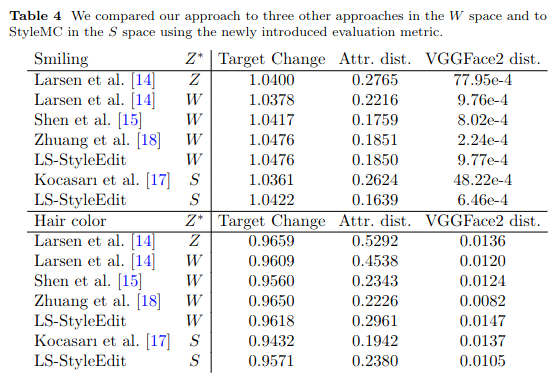 Table 4 We compared our approach to three other approaches in the W space and to
StyleMC in the S space using the newly introduced evaluation metric.
Smiling Z* Target Change Attr. dist. VGGFace2 dist.
Larsen et al. [14] Z 1.0400 0.2765 77.95e-4
Larsen et al. [14] W 1.0378 0.2216 9.76e-4
Shen et al. [15] W 1.0417 0.1759 8.02e-4
Zhuang et al. [18] W 1.0476 0.1851 2.24e-4
LS-StyleEdit W 1.0476 0.1850 9.77e-4
Kocasarı et al. [17] S 1.0361 0.2624 48.22e-4
LS-StyleEdit S 1.0422 0.1639 6.46e-4
Hair color Z* Target Change Attr. dist. VGGFace2 dist.
Larsen et al. [14] Z 0.9659 0.5292 0.0136
Larsen et al. [14] W 0.9609 0.4538 0.0120
Shen et al. [15] W 0.9560 0.2343 0.0124
Zhuang et al. [18] W 0.9650 0.2226 0.0082
LS-StyleEdit W 0.9618 0.2961 0.0147
Kocasarı et al. [17] S 0.9432 0.1942 0.0137
LS-StyleEdit S 0.9571 0.2380 0.0105